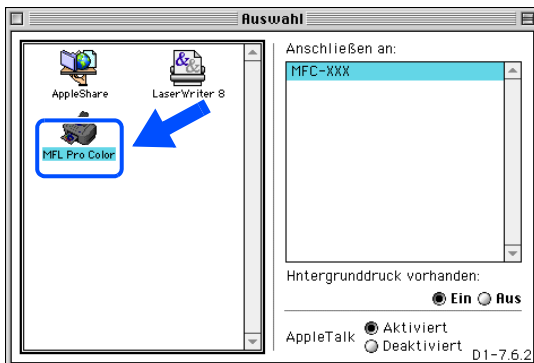 Auswahl
AppleShare
LaserWriter 8
MFL Pro Color
Anschließen an:
MFC-XXX
Hntergrunddruck vorhanden:
Ein Aus
AppleTalk Aktiviert
Deaktiviert
D1-7.6.2